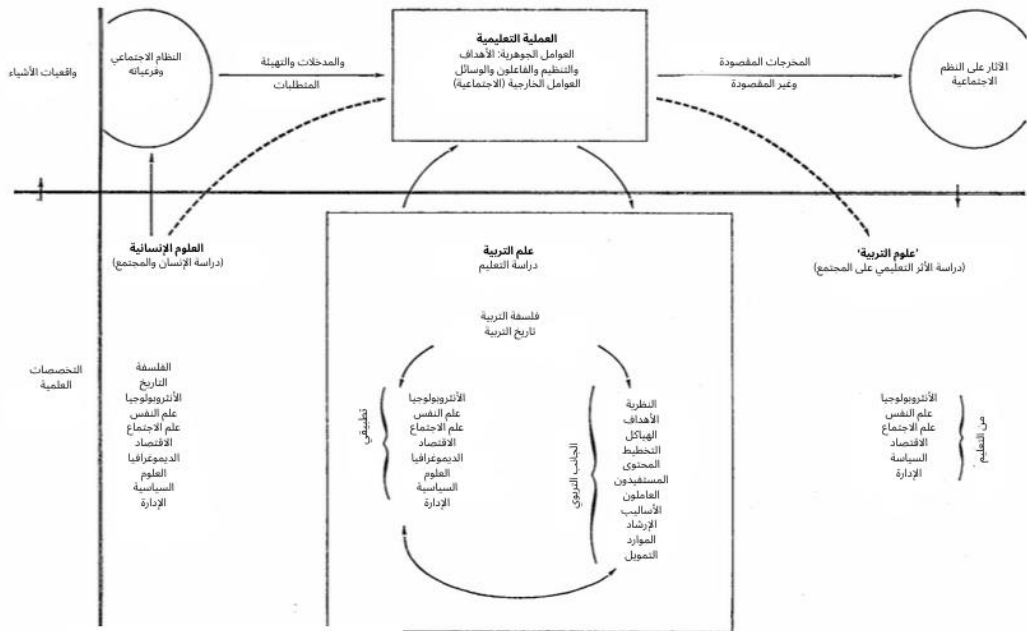 واقعيات الأشياء
النظام الاجتماعي
وفرعياته
والمدخلات والتهيئة
المتطلبات
العملية التعليمية
العوامل الجوهرية: الأهداف
والتنظيم والفاعلون والوسائل
العوامل الخارجية (الاجتماعية)
المخرجات المقصودة
وغير المقصودة
الآثار على النظم
الاجتماعية
العلوم الإنسانية
(دراسة الإنسان والمجتمع)
علم التربية
دراسة التعليم
'علوم التربية'
(دراسة الأثر التعليمي على المجتمع)
فلسفة التربية
تاريخ التربية
التخصصات
العلمية
الفلسفة
التاريخ
الأنثروبولوجيا
علم النفس
علم الاجتماع
الاقتصاد
الديموغرافيا
العلوم
السياسية
الإدارة
تطبيقي
الأنثروبولوجيا
علم النفس
علم الاجتماع
الاقتصاد
الديموغرافيا
العلوم
السياسية
الإدارة
الجانب التربوي
النظرية
الأهداف
الهياكل
التخطيط
المحتوى
المستفيدون
العاملون
الأساليب
الإرشاد
الموارد
التمويل
الأنثروبولوجيا
علم النفس
علم الاجتماع
الاقتصاد
السياسة
الإدارة
من التعليم